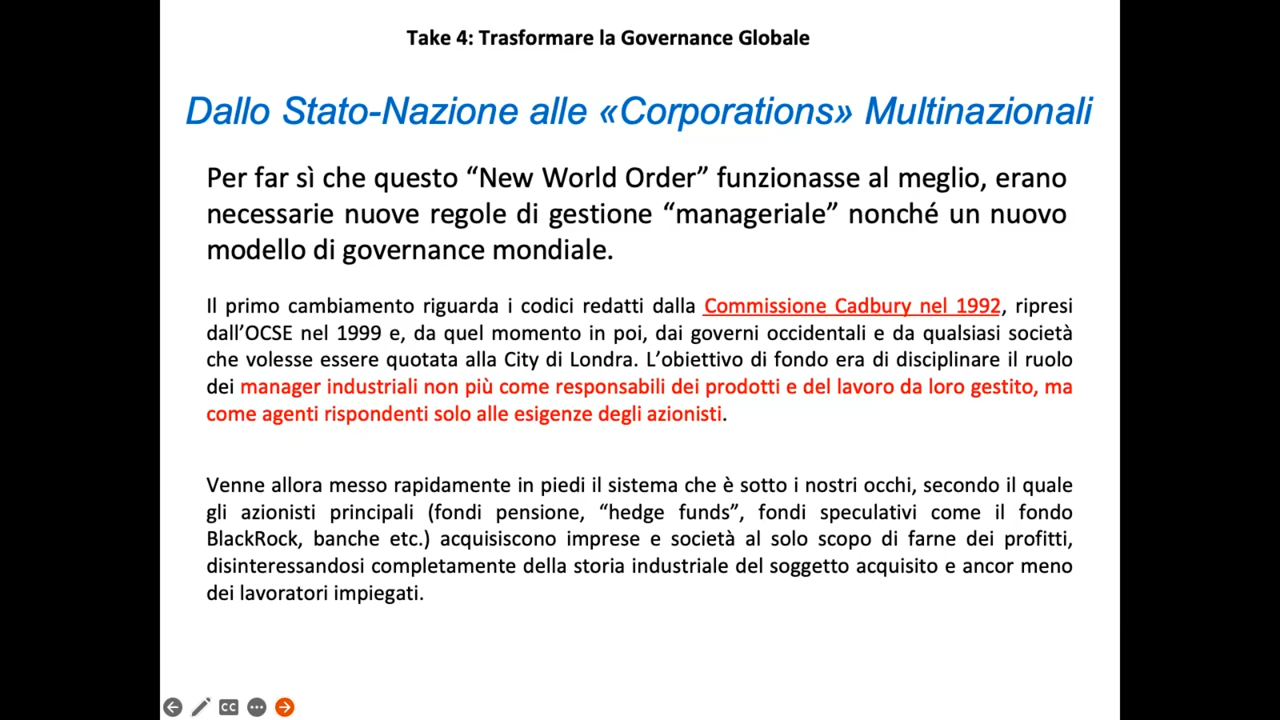 Take 4: Trasformare la Governance Globale
Dallo Stato-Nazione alle «Corporations» Multinazionali
Per far sì che questo “New World Order” funzionasse al meglio, erano
necessarie nuove regole di gestione “manageriale” nonché un nuovo
modello di governance mondiale.
Il primo cambiamento riguarda i codici redatti dalla Commissione Cadbury nel 1992, ripresi
dall’OCSE nel 1999 e, da quel momento in poi, dai governi occidentali e da qualsiasi società
che volesse essere quotata alla City di Londra. L’obiettivo di fondo era di disciplinare il ruolo
dei manager industriali non più come responsabili dei prodotti e del lavoro da loro gestito, ma
come agenti rispondenti solo alle esigenze degli azionisti.
Venne allora messo rapidamente in piedi il sistema che è sotto i nostri occhi, secondo il quale
gli azionisti principali (fondi pensione, “hedge funds”, fondi speculativi come il fondo
BlackRock, banche etc.) acquisiscono imprese e società al solo scopo di farne dei profitti,
disinteressandosi completamente della storia industriale del soggetto acquisito e ancor meno
dei lavoratori impiegati.
CC